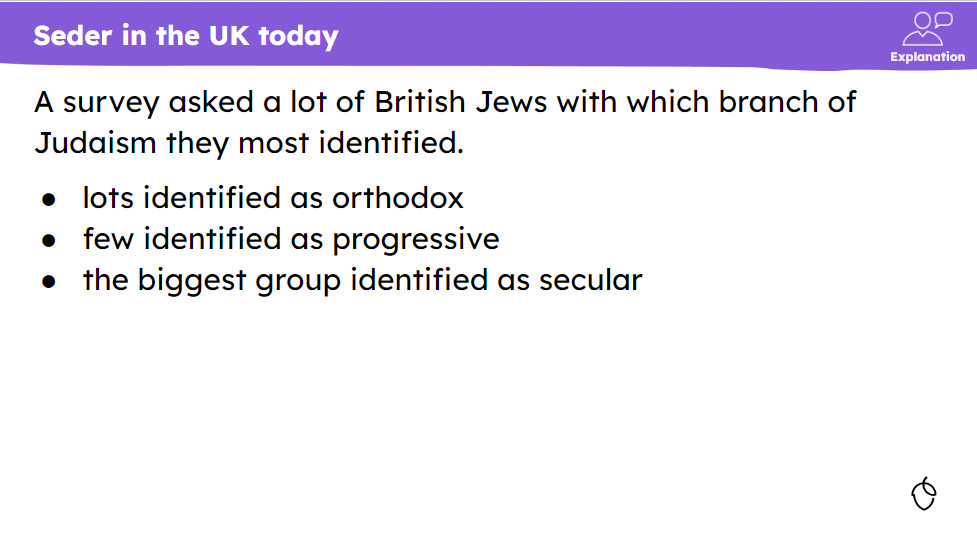 Seder in the UK today
Explanation
A survey asked a lot of British Jews with which branch of
Judaism they most identified.
● lots identified as orthodox
● few identified as progressive
● the biggest group identified as secular